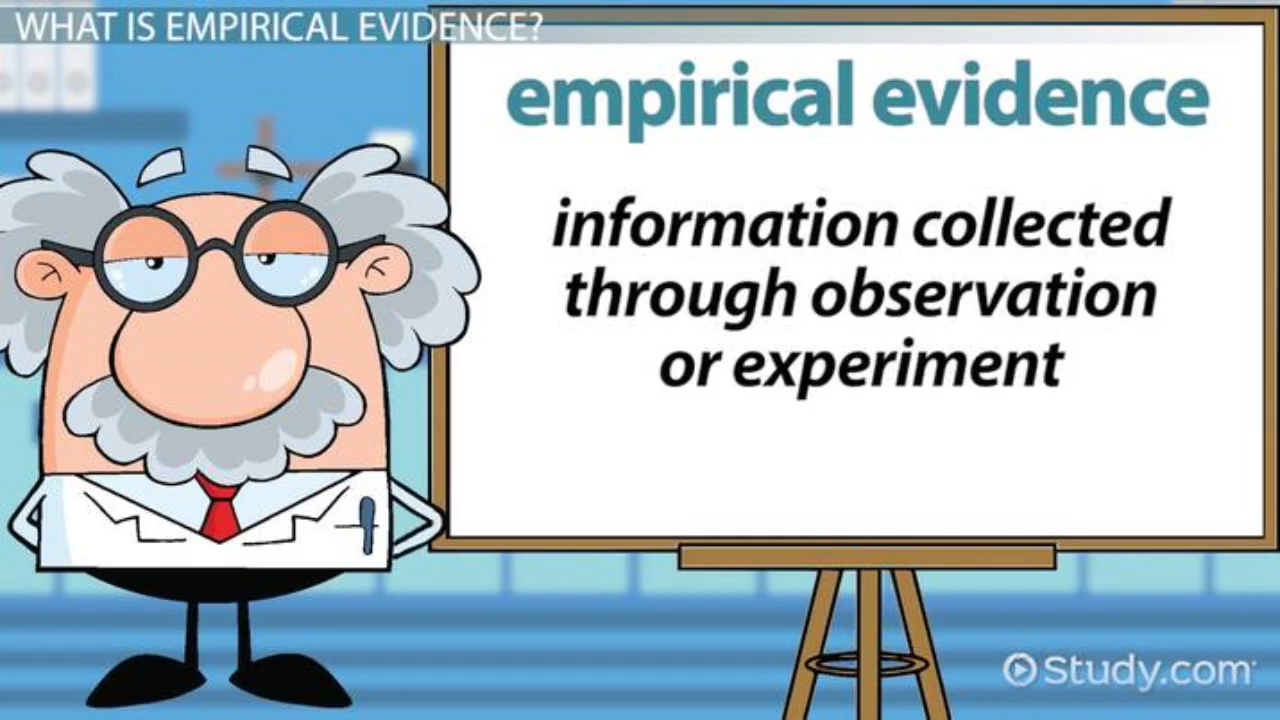 WHAT IS EMPIRICAL EVIDENCE?
empirical evidence
information collected
through observation
or experiment
Study.com